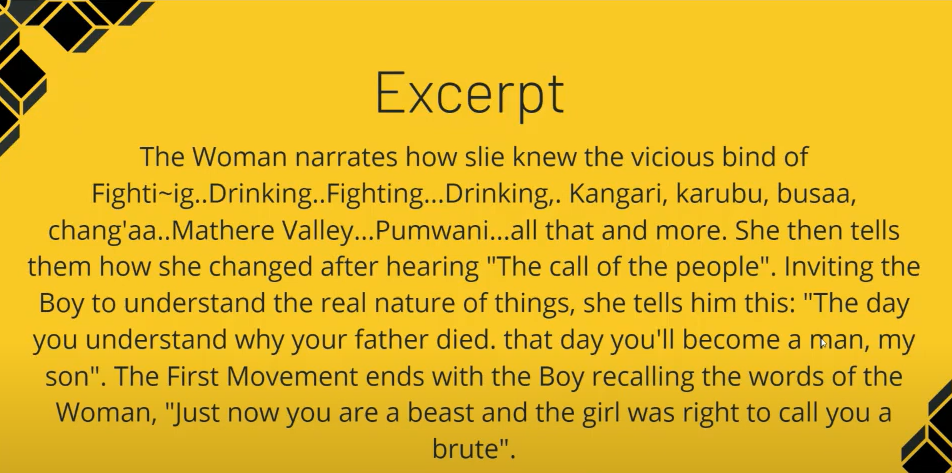 Excerpt
The Woman narrates how slie knew the vicious bind of
Fighti~ig..Drinking..Fighting...Drinking,. Kangari, karubu, busaa,
chang'aa..Mathere Valley...Pumwani...all that and more. She then tells
them how she changed after hearing "The call of the people". Inviting the
Boy to understand the real nature of things, she tells him this: "The day
you understand why your father died. that day you'll become a man, my
son". The First Movement ends with the Boy recalling the words of the
Woman, "Just now you are a beast and the girl was right to call you a
brute".